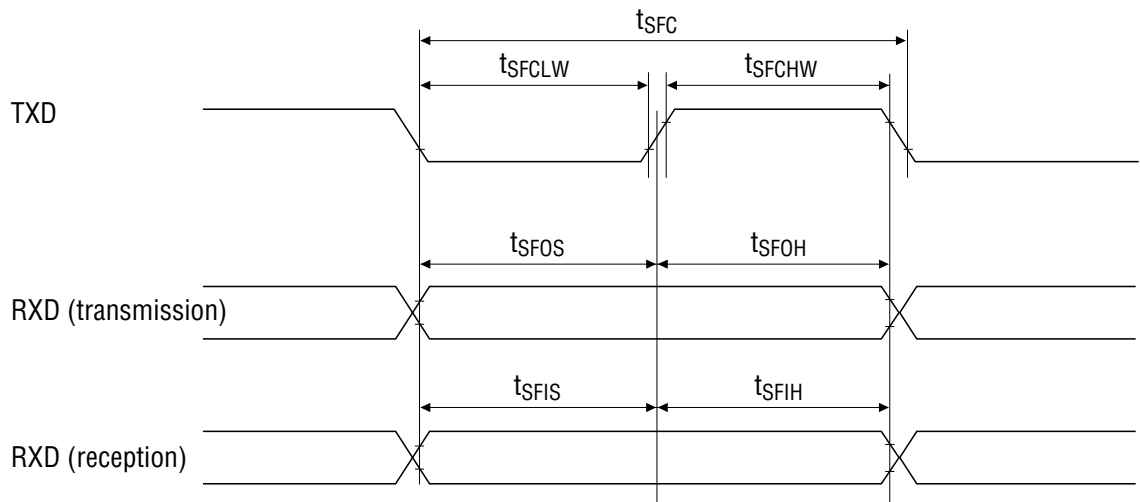 tSFC
tSFCLW tSFCHW
TXD
tSFOS tSFOH
RXD (transmission)
tSFIS tSFIH
RXD (reception)